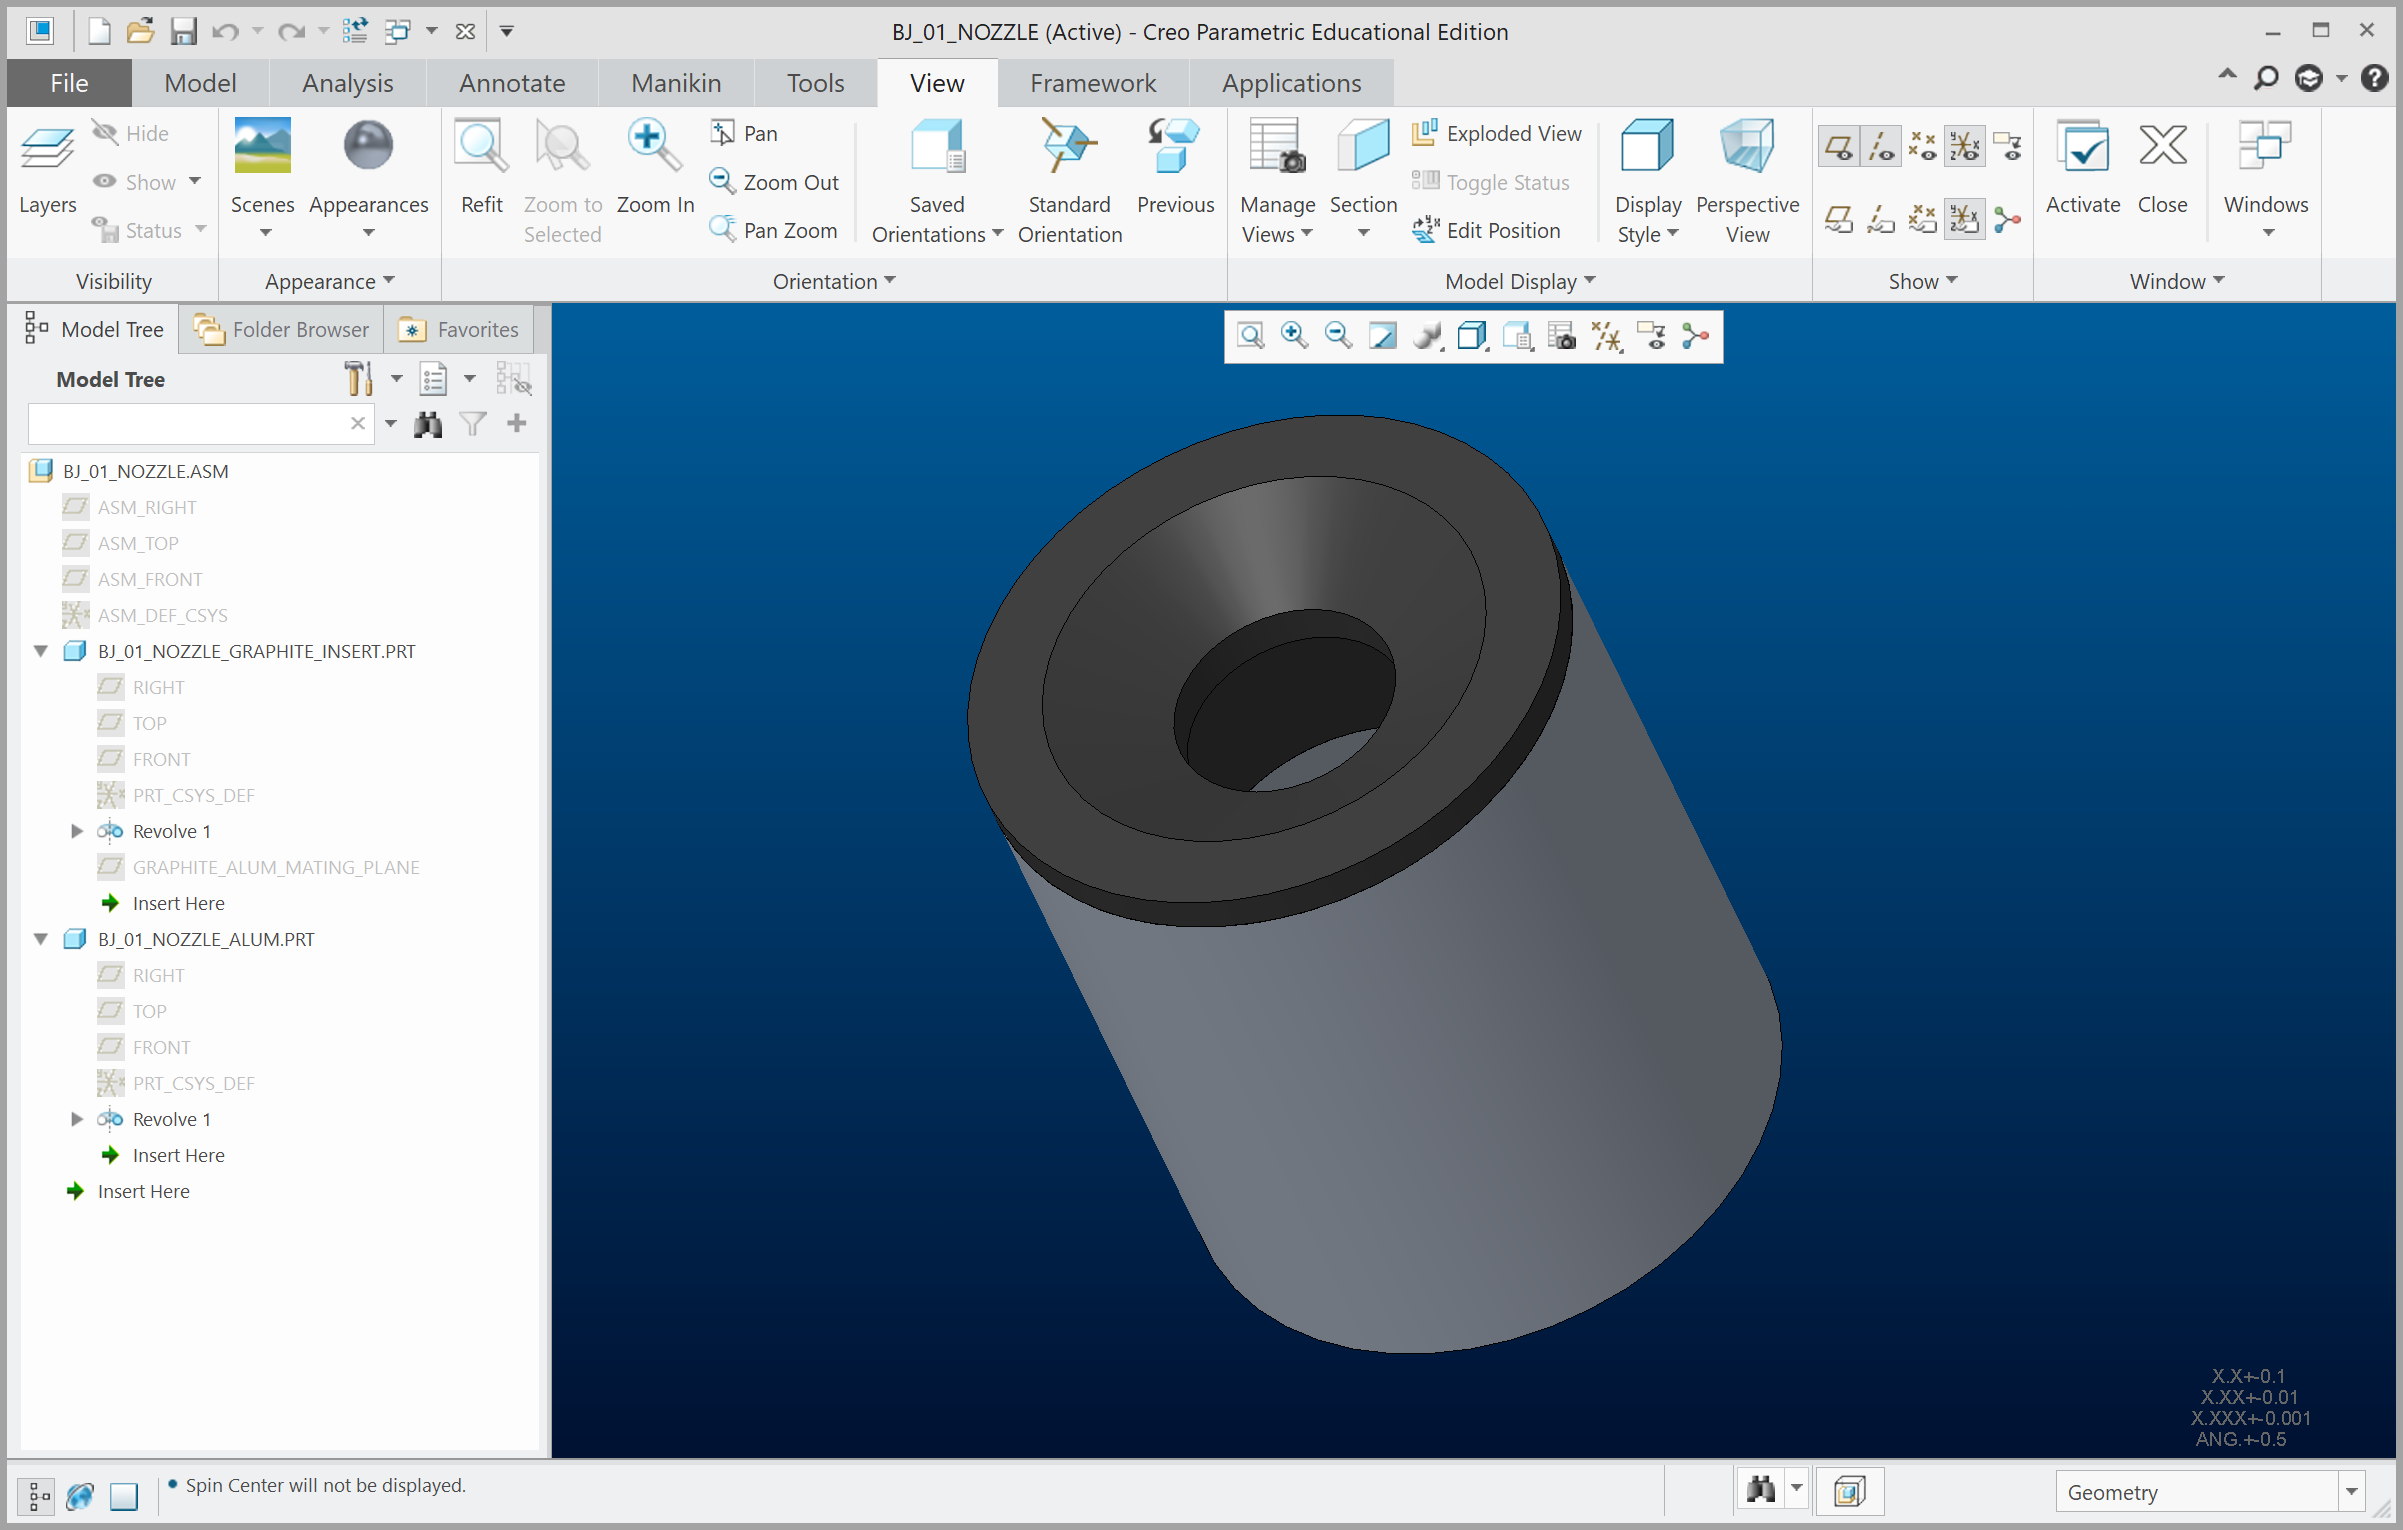 BJ_01_NOZZLE (Active) - Creo Parametric Educational Edition
File Model Analysis Annotate Manikin Tools View Framework Applications
Layers
Hide
Show
Status
Visibility
Scenes
Appearances
Appearance
Refit
Zoom to
Selected
Zoom In
Pan
Zoom Out
Pan Zoom
Saved
Orientations
Standard
Orientation
Previous
Orientation
Manage
Views
Section
Exploded View
Toggle Status
Edit Position
Display
Style
Perspective
View
Model Display
Show
Activate
Close
Windows
Window
Model Tree Folder Browser Favorites
Model Tree
BJ_01_NOZZLE.ASM
ASM_RIGHT
ASM_TOP
ASM_FRONT
ASM_DEF_CSYS
BJ_01_NOZZLE_GRAPHITE_INSERT.PRT
RIGHT
TOP
FRONT
PRT_CSYS_DEF
Revolve 1
GRAPHITE_ALUM_MATING_PLANE
Insert Here
BJ_01_NOZZLE_ALUM.PRT
RIGHT
TOP
FRONT
PRT_CSYS_DEF
Revolve 1
Insert Here
Insert Here
X.X+-0.1
X.XX+-0.01
X.XXX+-0.001
ANG.+-0.5
Spin Center will not be displayed.
Geometry